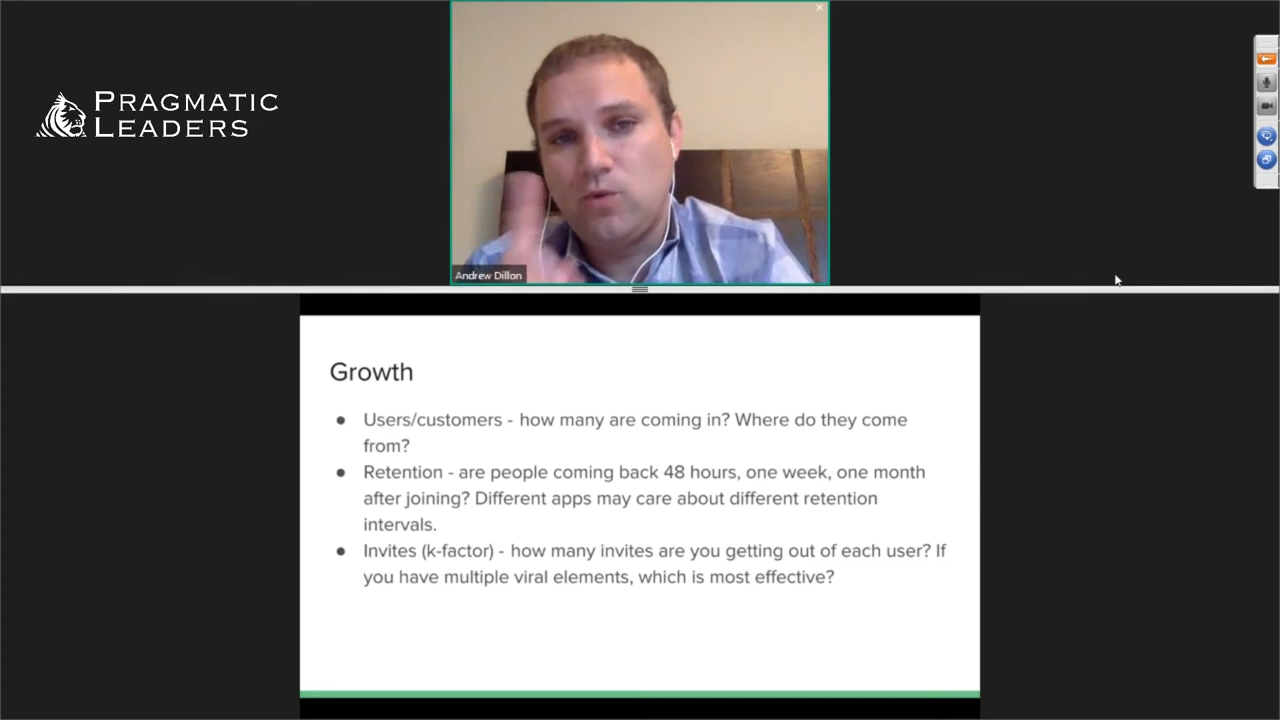 PRAGMATIC
LEADERS
Andrew Dillon
Growth
● Users/customers - how many are coming in? Where do they come
from?
● Retention - are people coming back 48 hours, one week, one month
after joining? Different apps may care about different retention
intervals.
● Invites (k-factor) - how many invites are you getting out of each user? If
you have multiple viral elements, which is most effective?